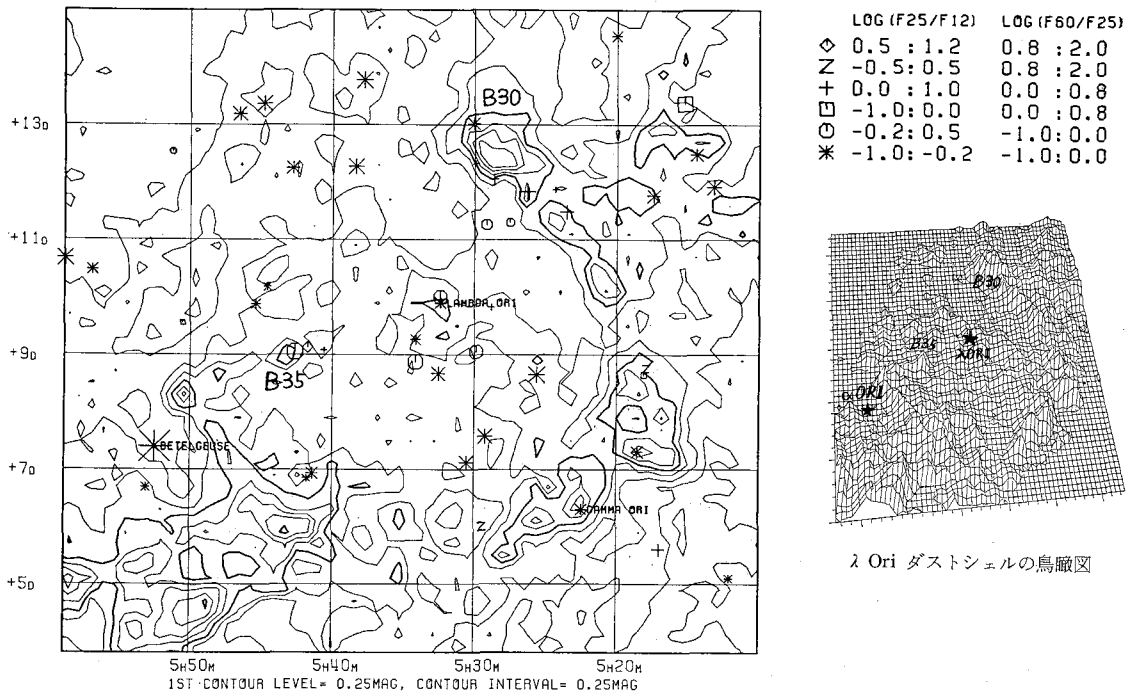 B30
+13D
+11D
LAMBDA ORI
+9D
B35
BETELGEUSE
+7D
GAMMA ORI
+5D
5H50M 5H40M 5H30M 5H20M
1ST CONTOUR LEVEL= 0.25MAG, CONTOUR INTERVAL= 0.25MAG
LOG(F25/F12) LOG(F60/F25)
◇ 0.5 : 1.2 0.8 : 2.0
Z -0.5: 0.5 0.8 : 2.0
+ 0.0 : 1.0 0.0 : 0.8
□ -1.0: 0.0 0.0 : 0.8
○ -0.2: 0.5 -1.0: 0.0
* -1.0: -0.2 -1.0: 0.0
B30
B35
λORI
αORI
λ Ori ダストシェルの鳥瞰図